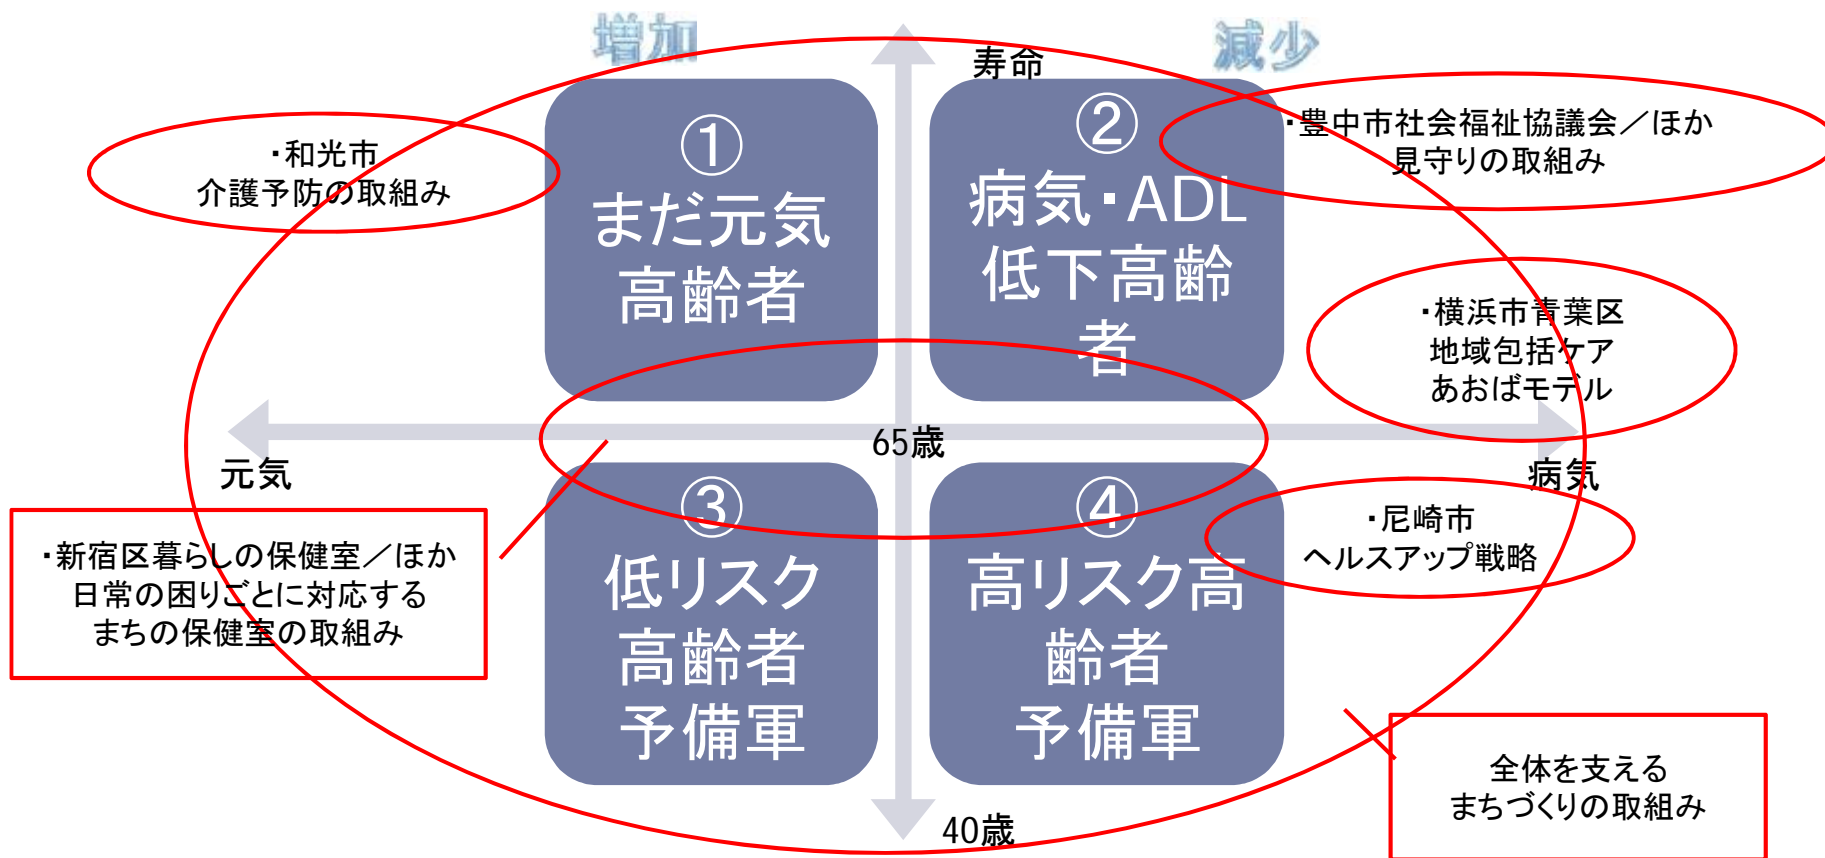 増加
減少
寿命
①
まだ元気
高齢者
②
病気・ADL
低下高齢
者
・和光市
介護予防の取組み
・豊中市社会福祉協議会／ほか
見守りの取組み
・横浜市青葉区
地域包括ケア
あおばモデル
65歳
元気
病気
③
低リスク
高齢者
予備軍
④
高リスク高
齢者
予備軍
・尼崎市
ヘルスアップ戦略
・新宿区暮らしの保健室／ほか
日常の困りごとに対応する
まちの保健室の取組み
全体を支える
まちづくりの取組み
40歳